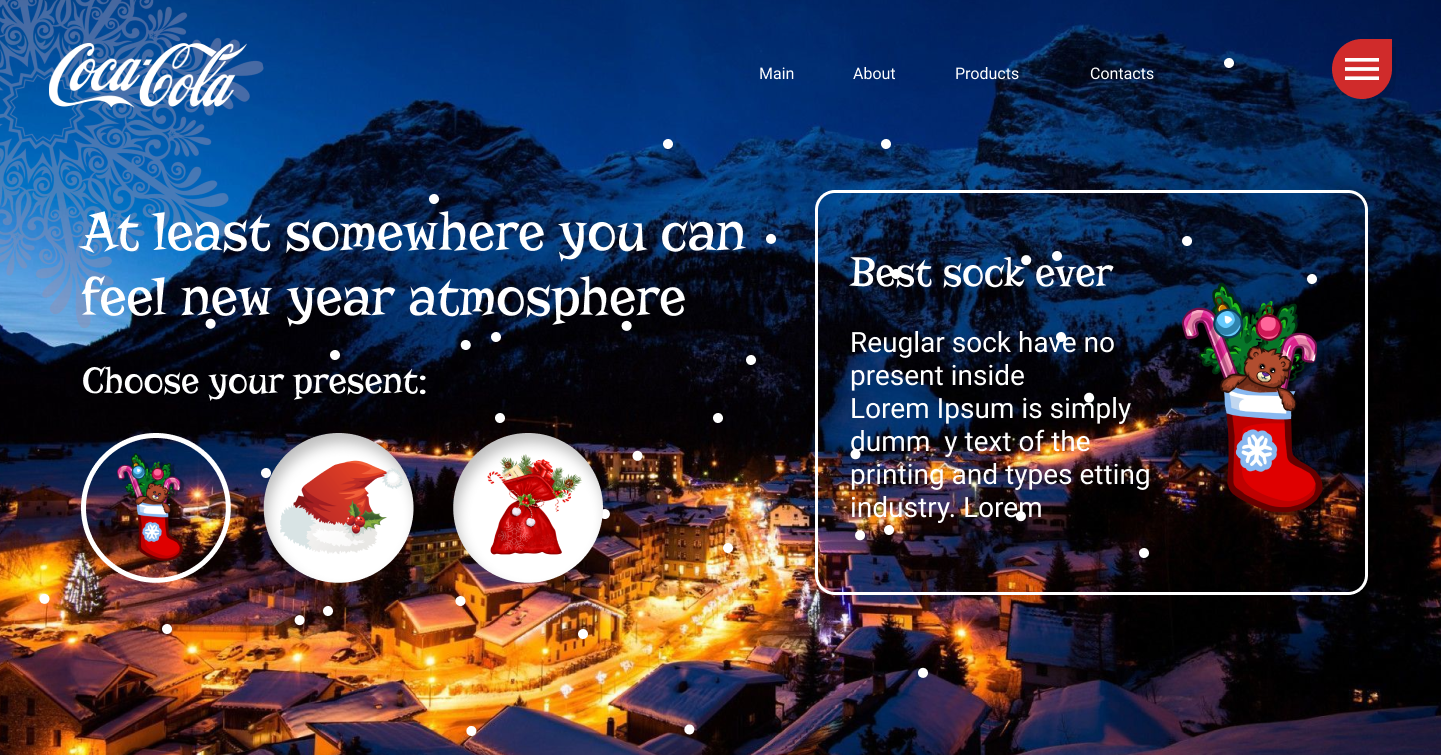 Coca-Cola
Main About Products Contacts
At least somewhere you can
feel new year atmosphere
Choose your present:
Best sock ever
Reuglar sock have no
present inside
Lorem Ipsum is simply
dumm y text of the
printing and types etting
industry. Lorem